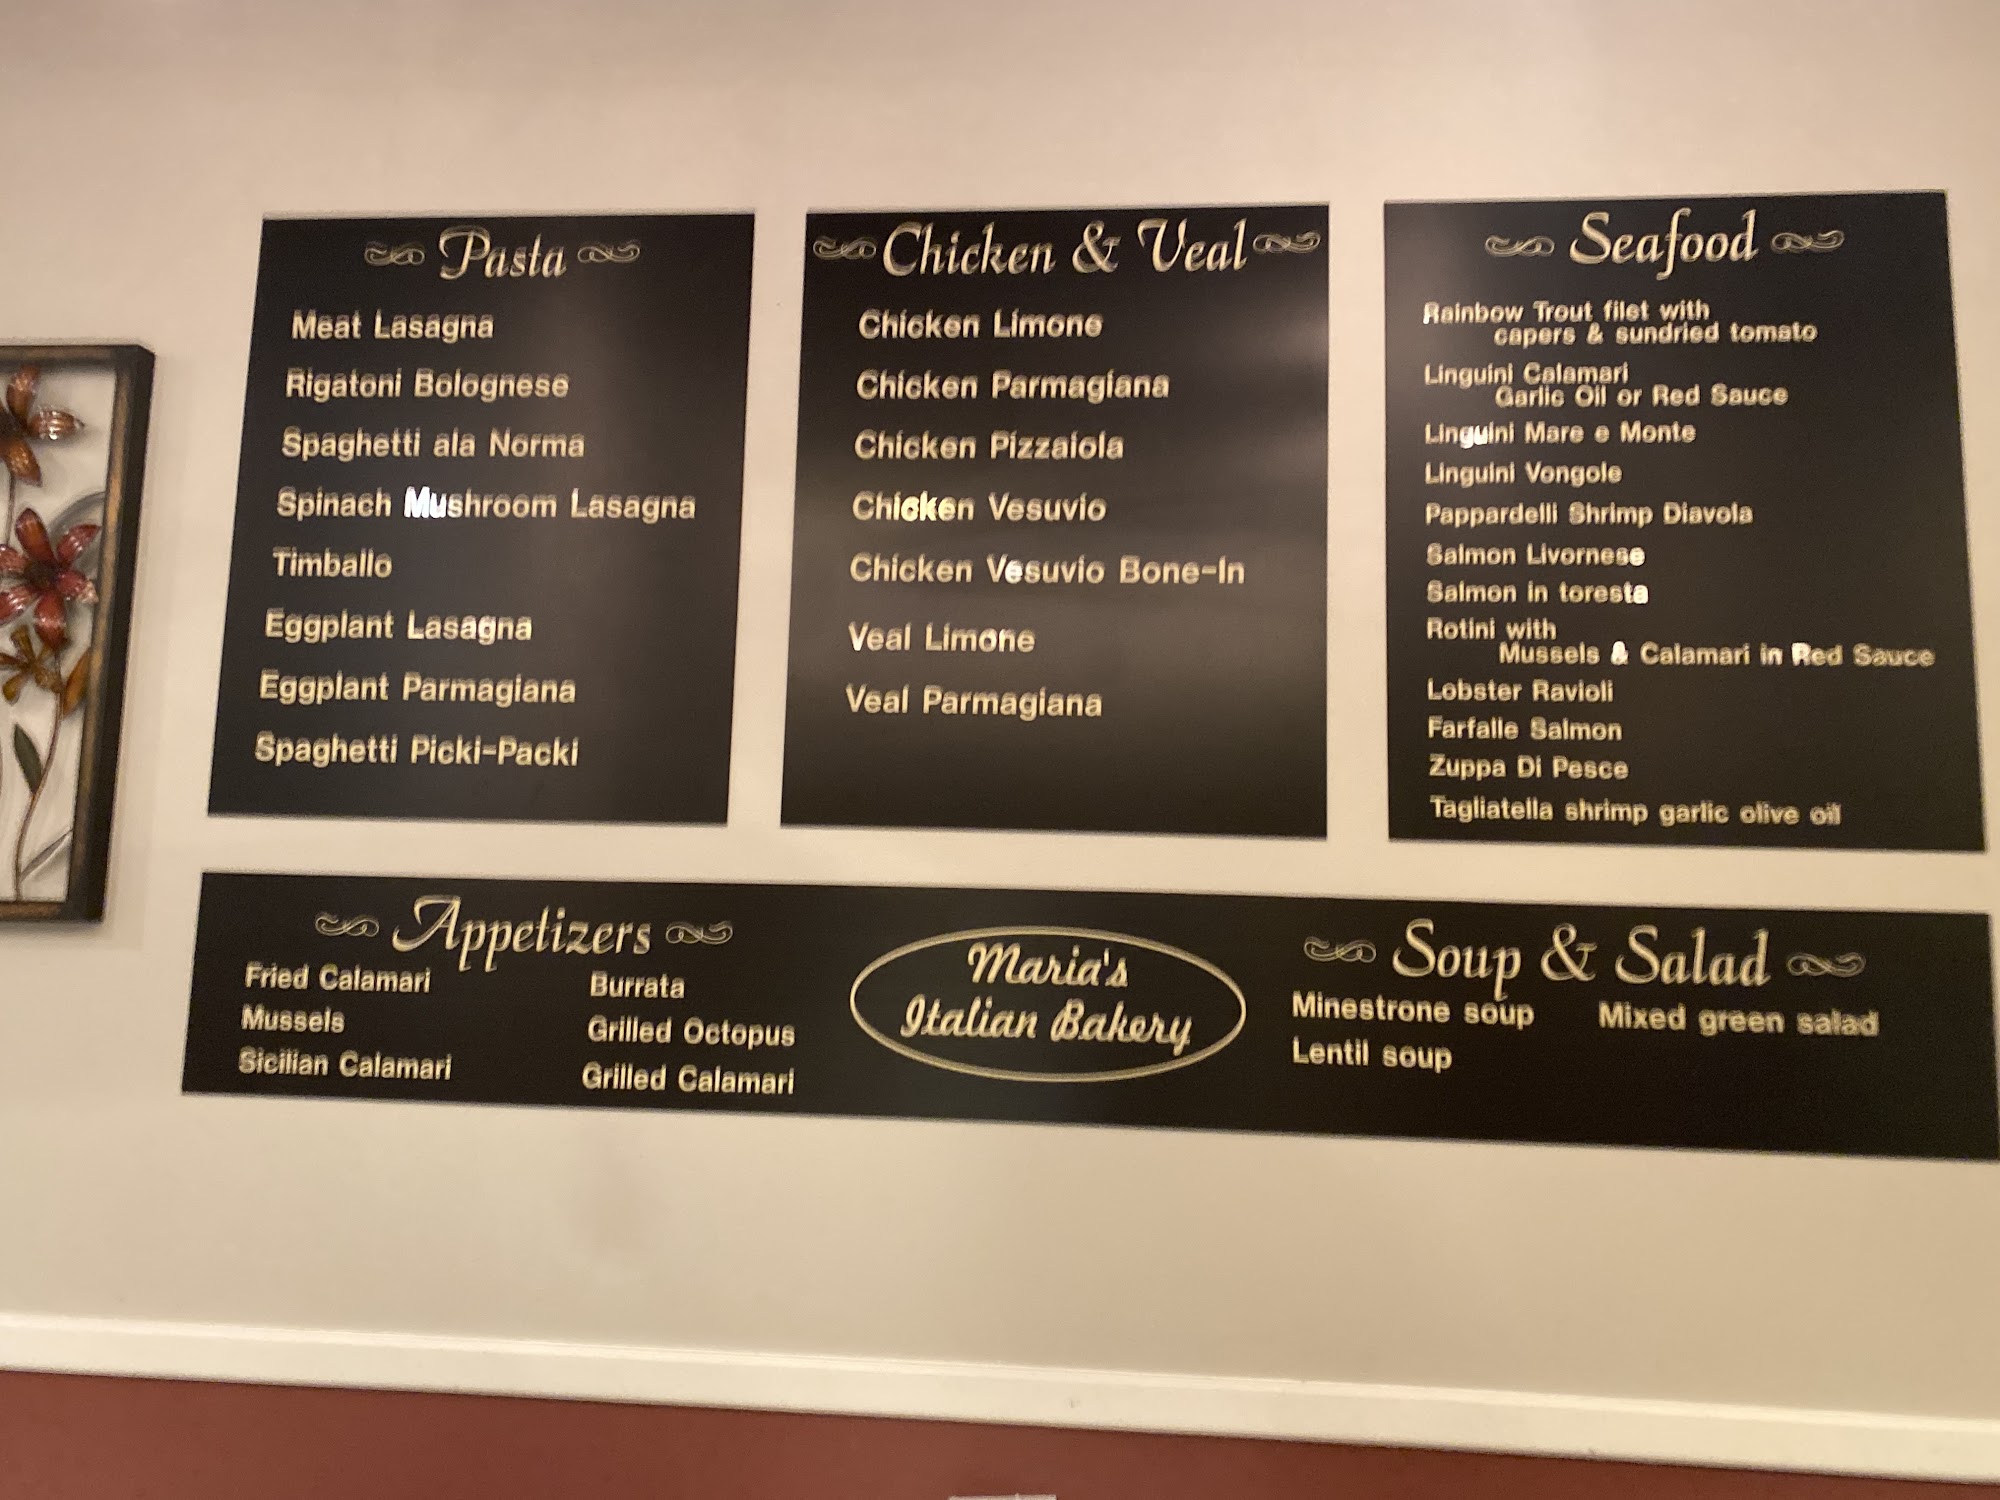 Pasta
Meat Lasagna
Rigatoni Bolognese
Spaghetti ala Norma
Spinach Mushroom Lasagna
Timballo
Eggplant Lasagna
Eggplant Parmagiana
Spaghetti Picki-Packi
Chicken & Veal
Chicken Limone
Chicken Parmagiana
Chicken Pizzaiola
Chicken Vesuvio
Chicken Vesuvio Bone-In
Veal Limone
Veal Parmagiana
Seafood
Rainbow Trout filet with
capers & sundried tomato
Linguini Calamari
Garlic Oil or Red Sauce
Linguini Mare e Monte
Linguini Vongole
Pappardelli Shrimp Diavola
Salmon Livornese
Salmon in toresta
Rotini with
Mussels & Calamari in Red Sauce
Lobster Ravioli
Farfalle Salmon
Zuppa Di Pesce
Tagliatella shrimp garlic olive oil
Appetizers
Fried Calamari
Mussels
Sicilian Calamari
Burrata
Grilled Octopus
Grilled Calamari
Maria's
Italian Bakery
Soup & Salad
Minestrone soup
Lentil soup
Mixed green salad